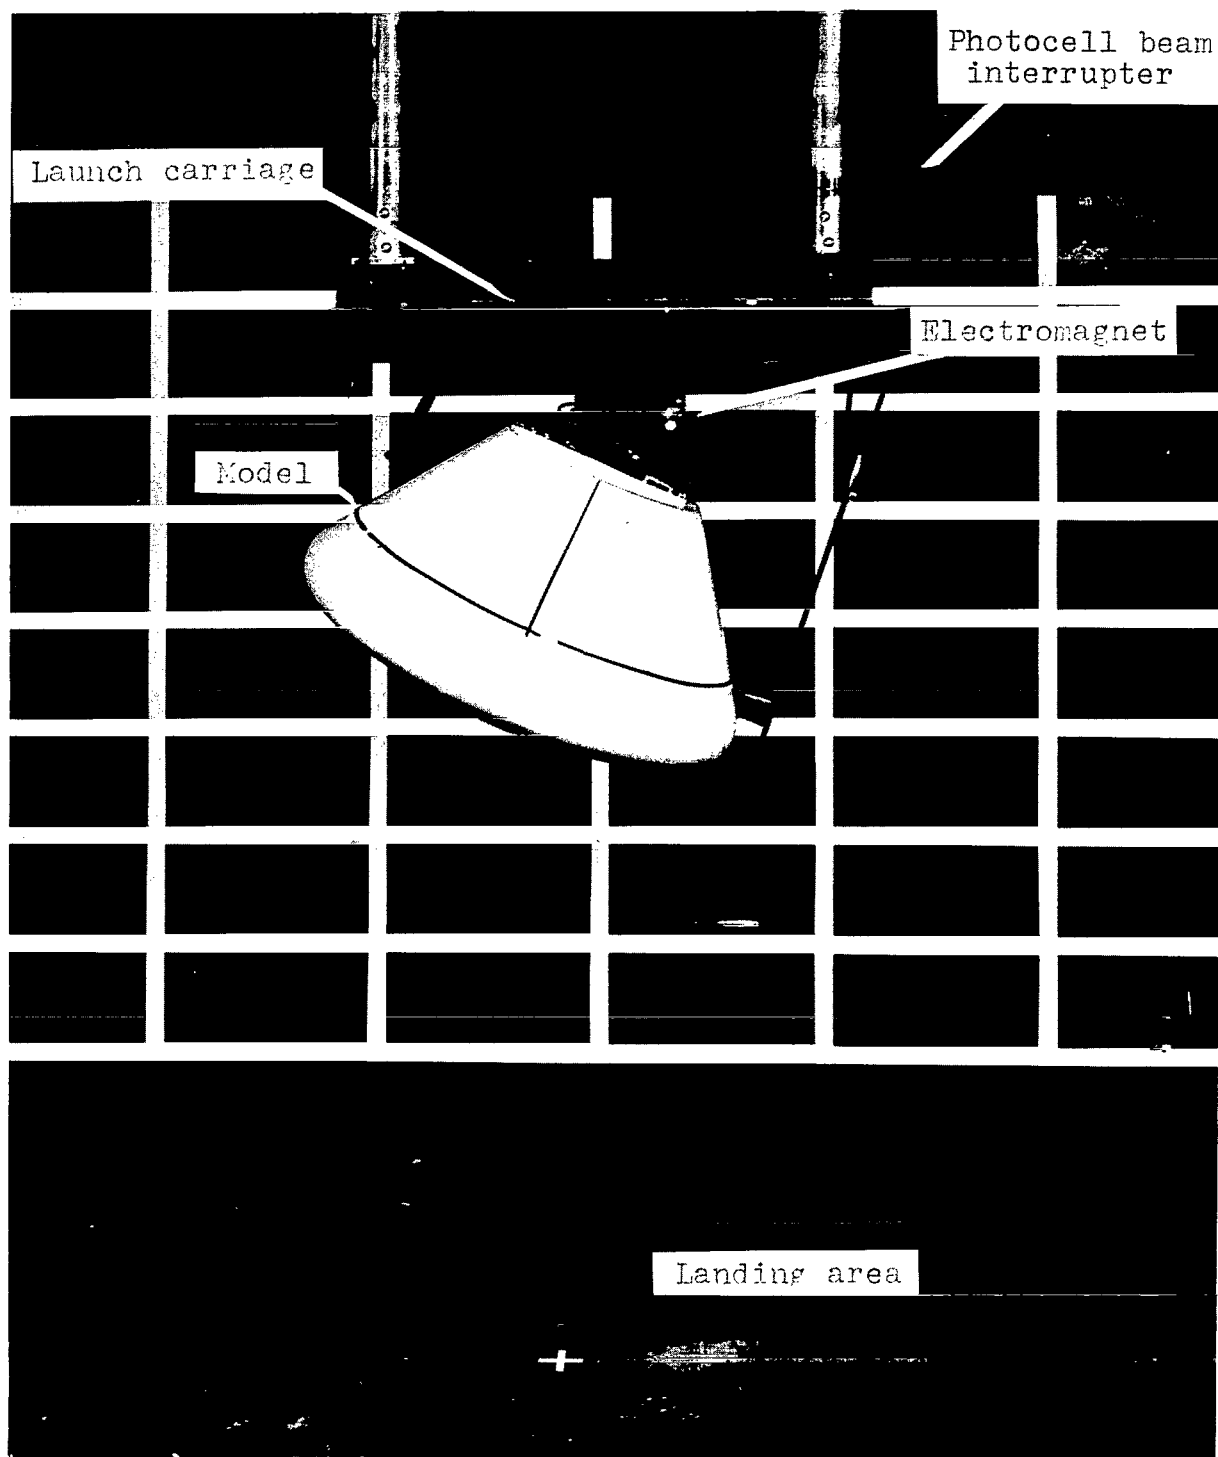 Photocell beam
interrupter
Launch carriage
Electromagnet
Model
Landing area